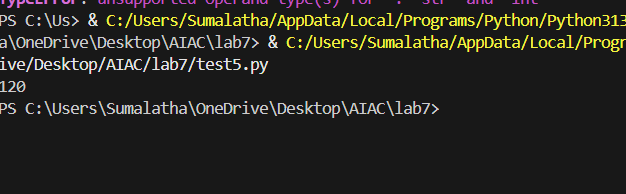 TypeError: unsupported operand type(s) for : 'str' and 'int'
PS C:\Us> & C:/Users/Sumalatha/AppData/Local/Programs/Python/Python313
a\OneDrive\Desktop\AIAC\lab7> & C:/Users/Sumalatha/AppData/Local/Progr
ive/Desktop/AIAC/lab7/test5.py
120
PS C:\Users\Sumalatha\OneDrive\Desktop\AIAC\lab7>